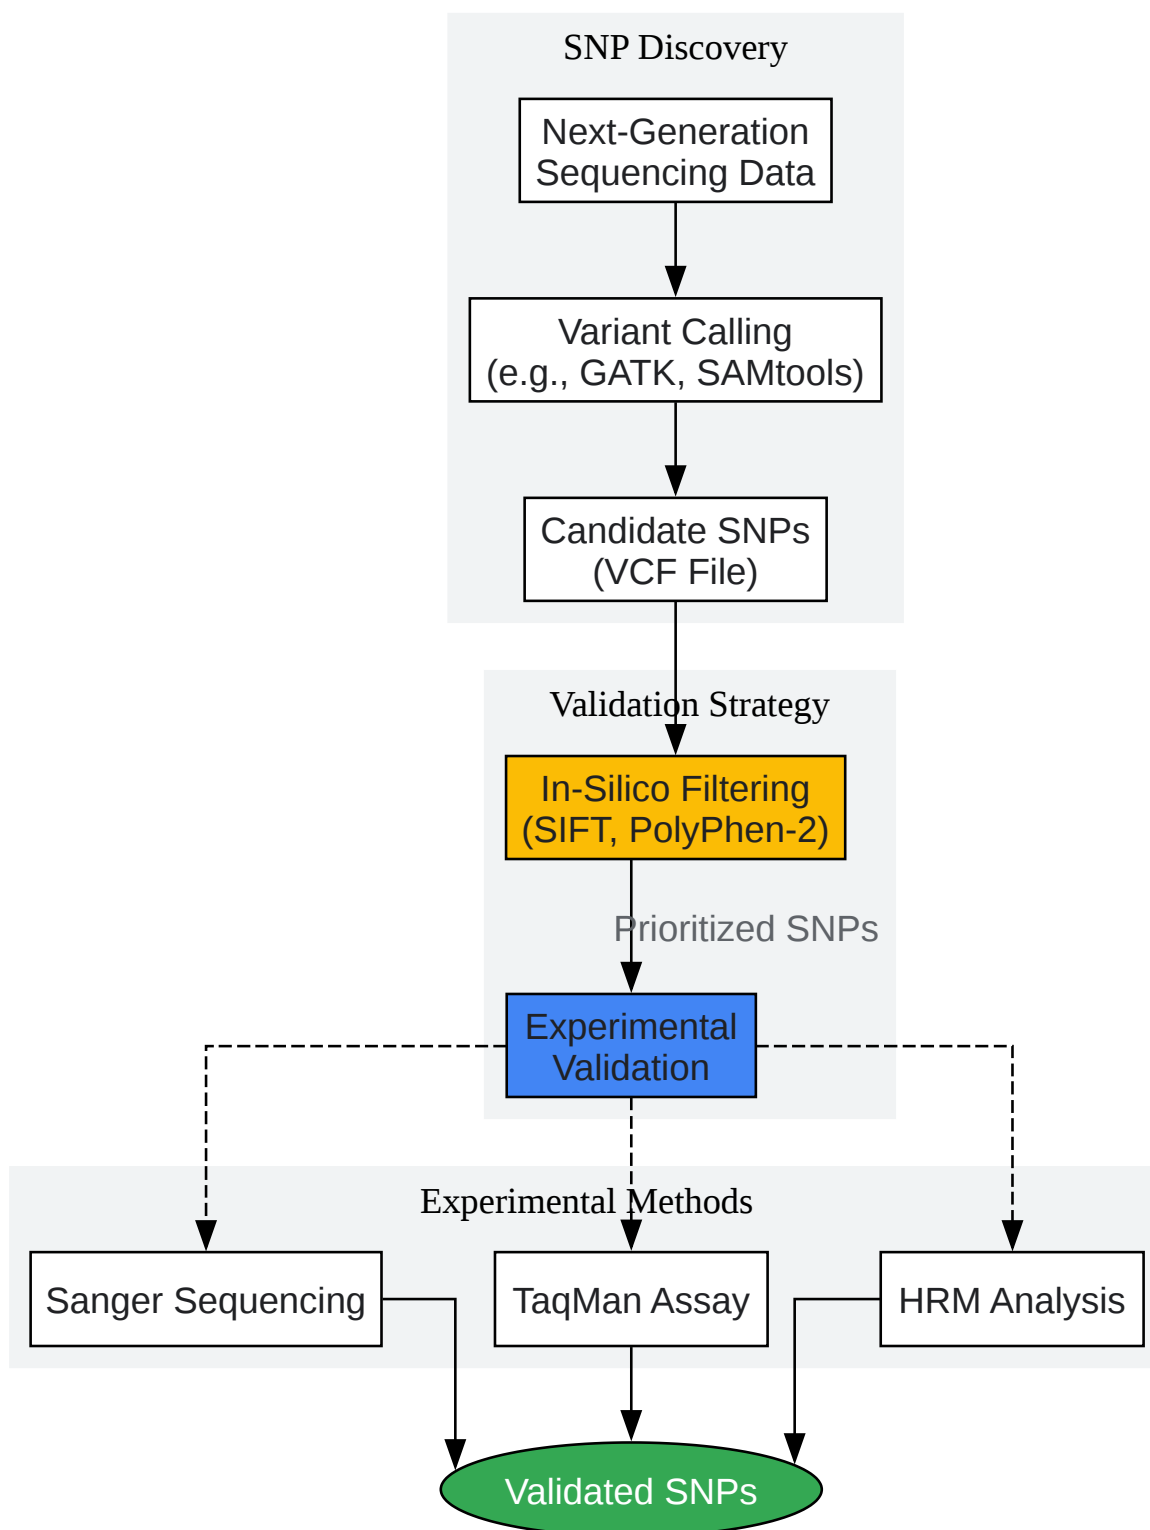 SNP Discovery
Next-Generation
Sequencing Data
Variant Calling
(e.g., GATK, SAMtools)
Candidate SNPs
(VCF File)
Validation Strategy
In-Silico Filtering
(SIFT, PolyPhen-2)
Prioritized SNPs
Experimental
Validation
Experimental Methods
Sanger Sequencing
TaqMan Assay
HRM Analysis
Validated SNPs